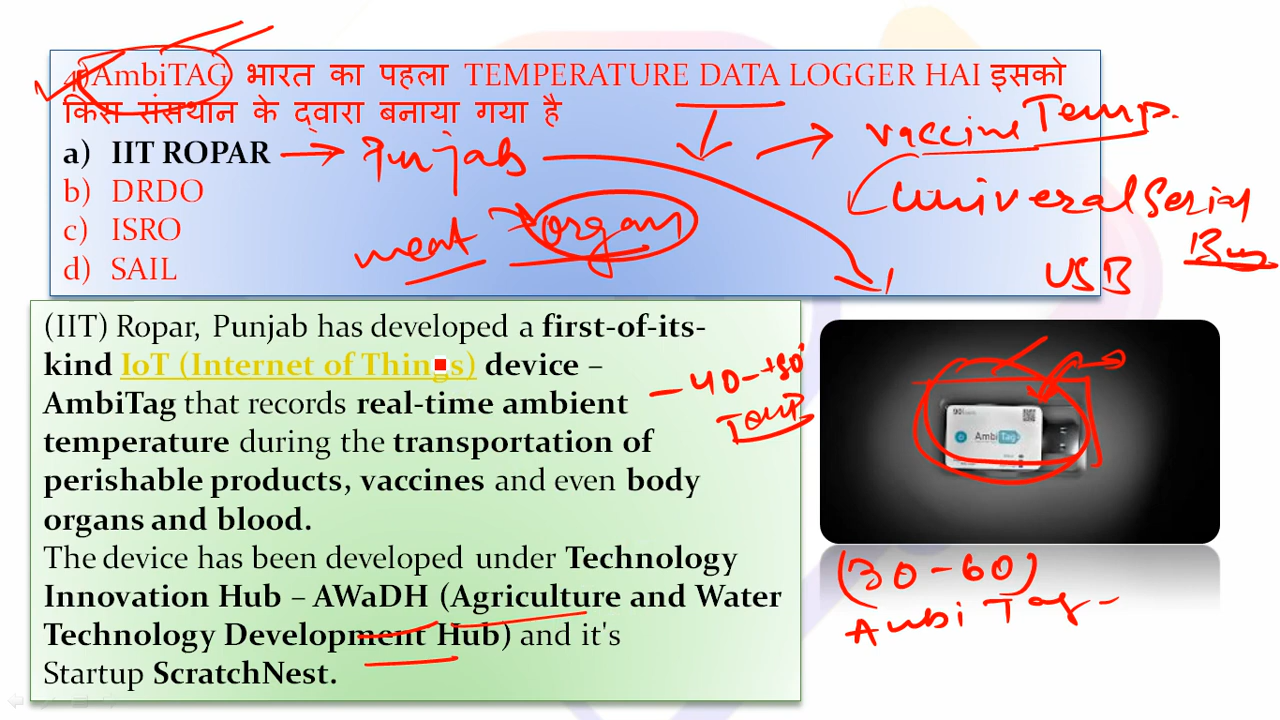 4) AmbiTAG भारत का पहला TEMPERATURE DATA LOGGER HAI इसको
किस संसथान के द्वारा बनाया गया है
a) IIT ROPAR → Punjab
vaccine Temp.
b) DRDO
Univeral Serial
Bus
c) ISRO
meat organ
d) SAIL
USB
(IIT) Ropar, Punjab has developed a first-of-its-
kind IoT (Internet of Things) device –
AmbiTag that records real-time ambient
temperature during the transportation of
perishable products, vaccines and even body
organs and blood.
The device has been developed under Technology
Innovation Hub – AWaDH (Agriculture and Water
Technology Development Hub) and it's
Startup ScratchNest.
-40-+80°
Temp
AmbiTag
(30-60)
Ambi Tag-